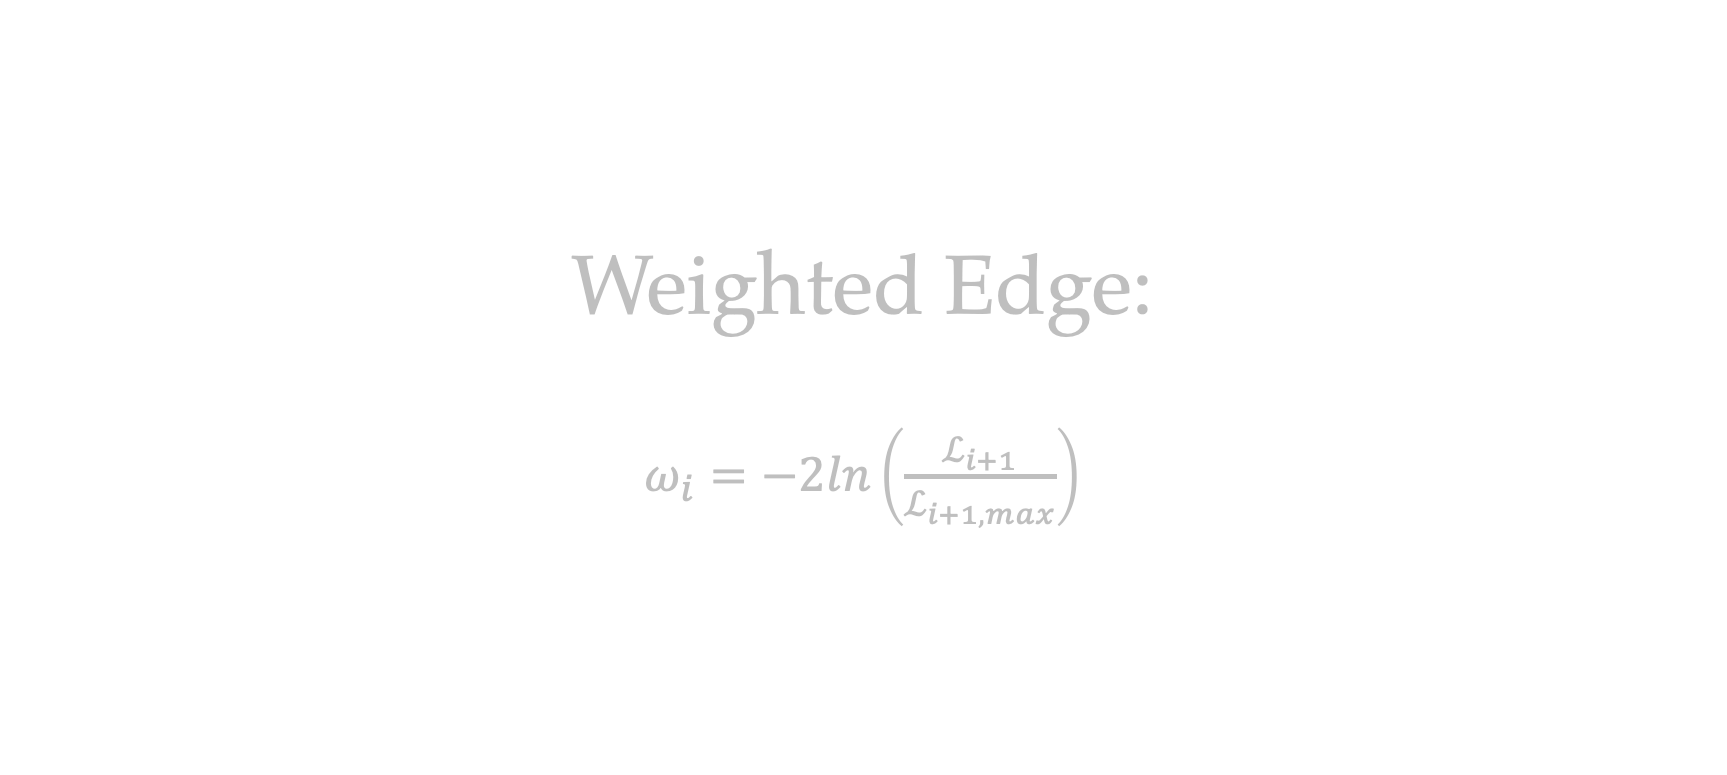 Weighted Edge:
ωᵢ = −2ln(ℒᵢ₊₁ / ℒᵢ₊₁,max)